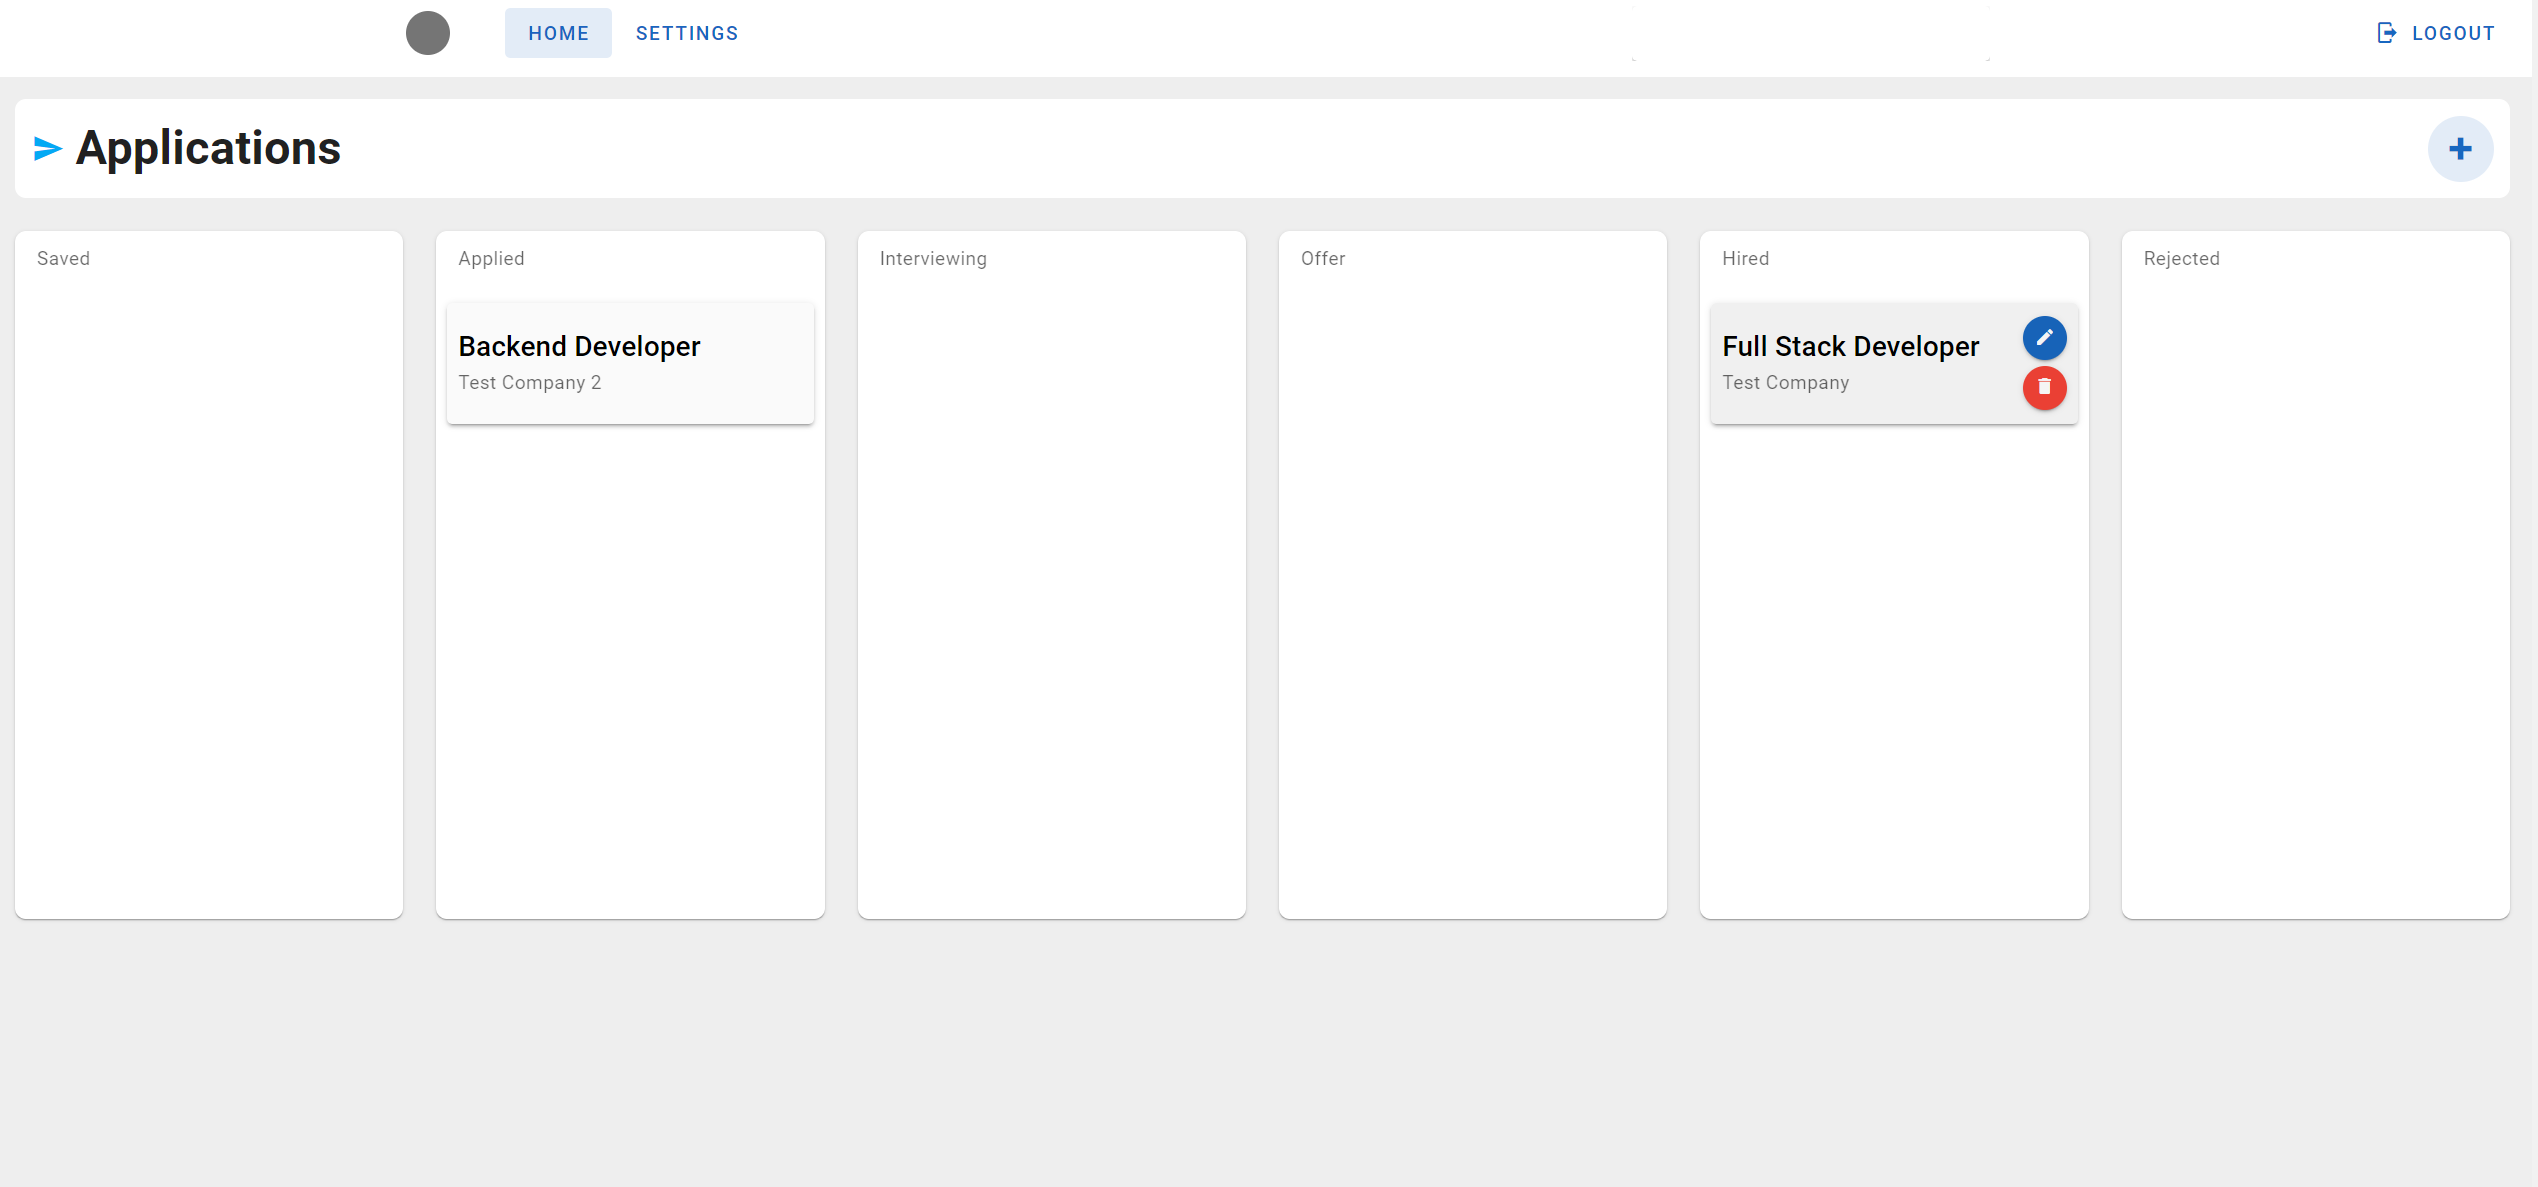 HOME SETTINGS LOGOUT
Applications
Saved
Applied
Interviewing
Offer
Hired
Rejected
Backend Developer
Test Company 2
Full Stack Developer
Test Company